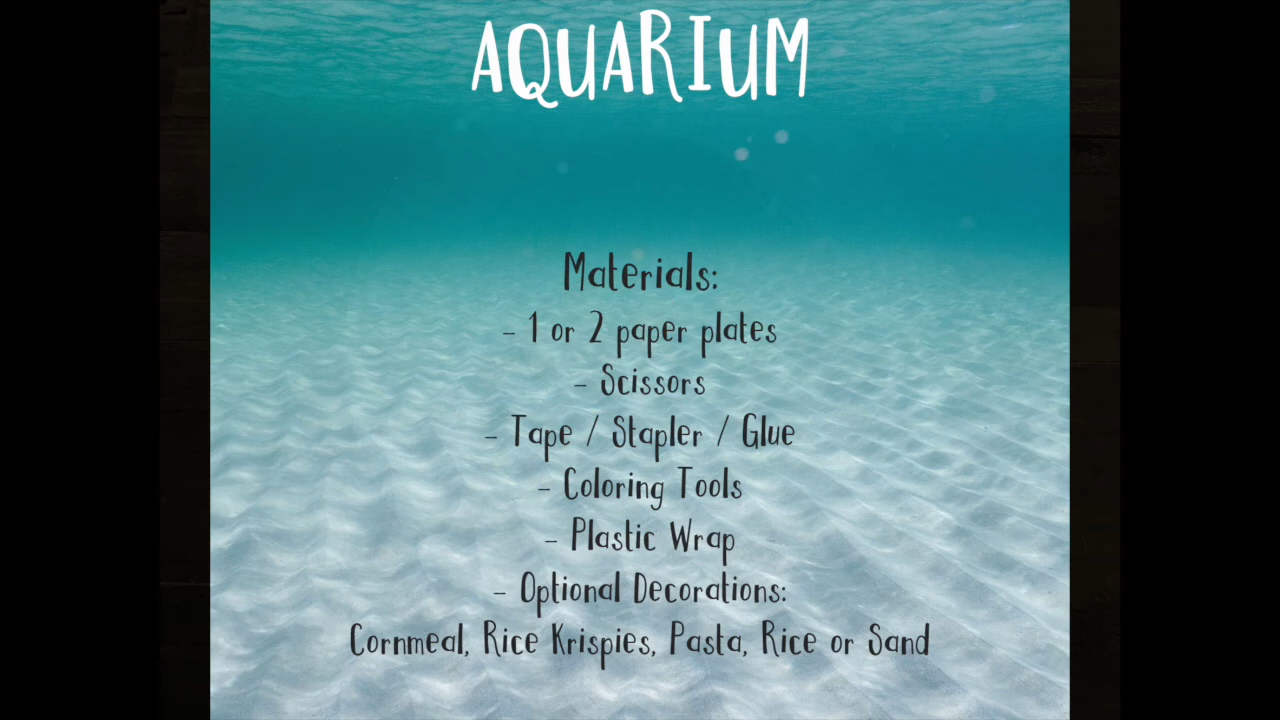 AQUARIUM
Materials:
- 1 or 2 paper plates
- Scissors
- Tape / Stapler / Glue
- Coloring Tools
- Plastic Wrap
- Optional Decorations:
Cornmeal, Rice Krispies, Pasta, Rice or Sand